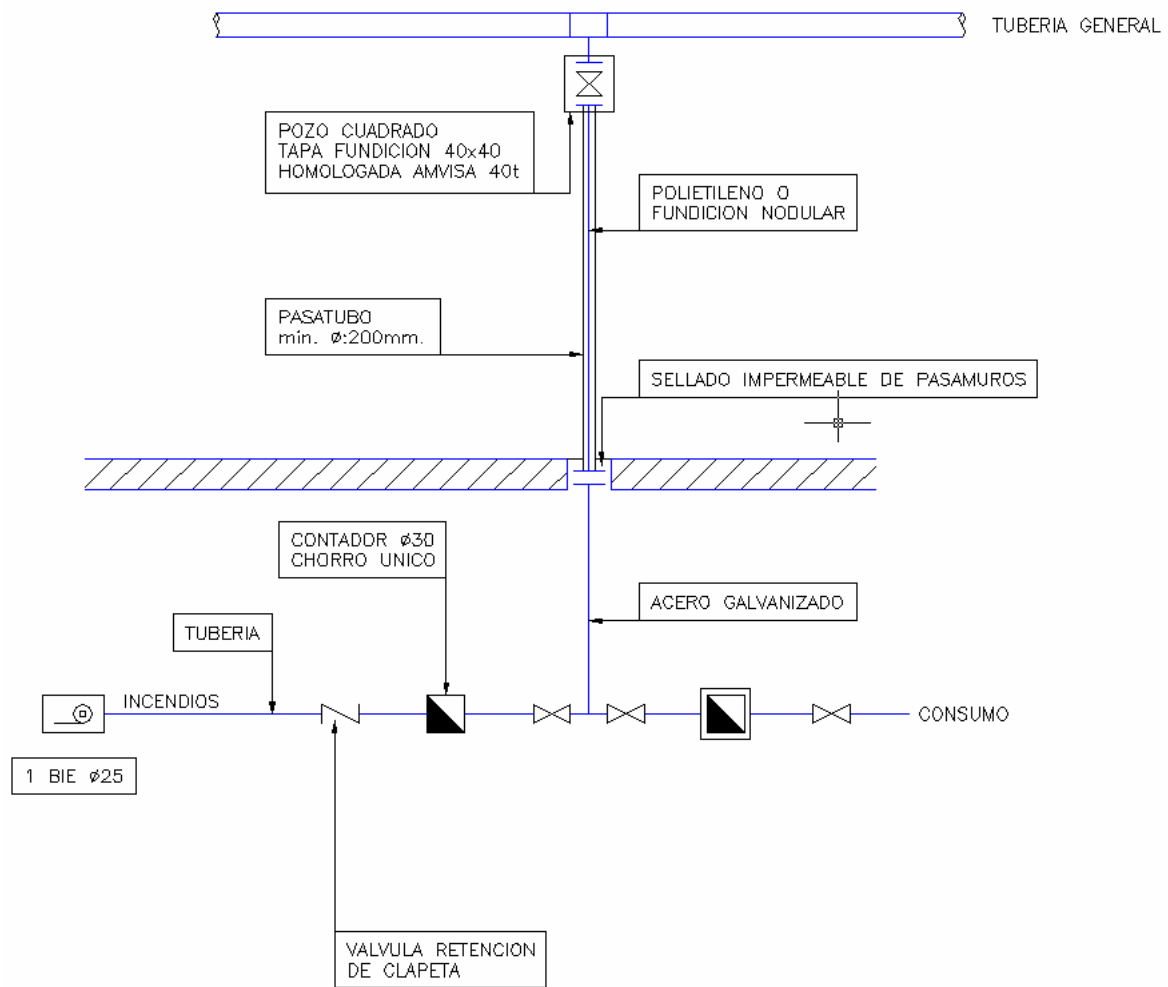 TUBERIA GENERAL
POZO CUADRADO
TAPA FUNDICION 40x40
HOMOLOGADA AMVISA 40t
POLIETILENO O
FUNDICION NODULAR
PASATUBO
min. ø:200mm.
SELLADO IMPERMEABLE DE PASAMUROS
CONTADOR ø30
CHORRO UNICO
ACERO GALVANIZADO
TUBERIA
INCENDIOS
CONSUMO
1 BIE ø25
VALVULA RETENCION
DE CLAPETA